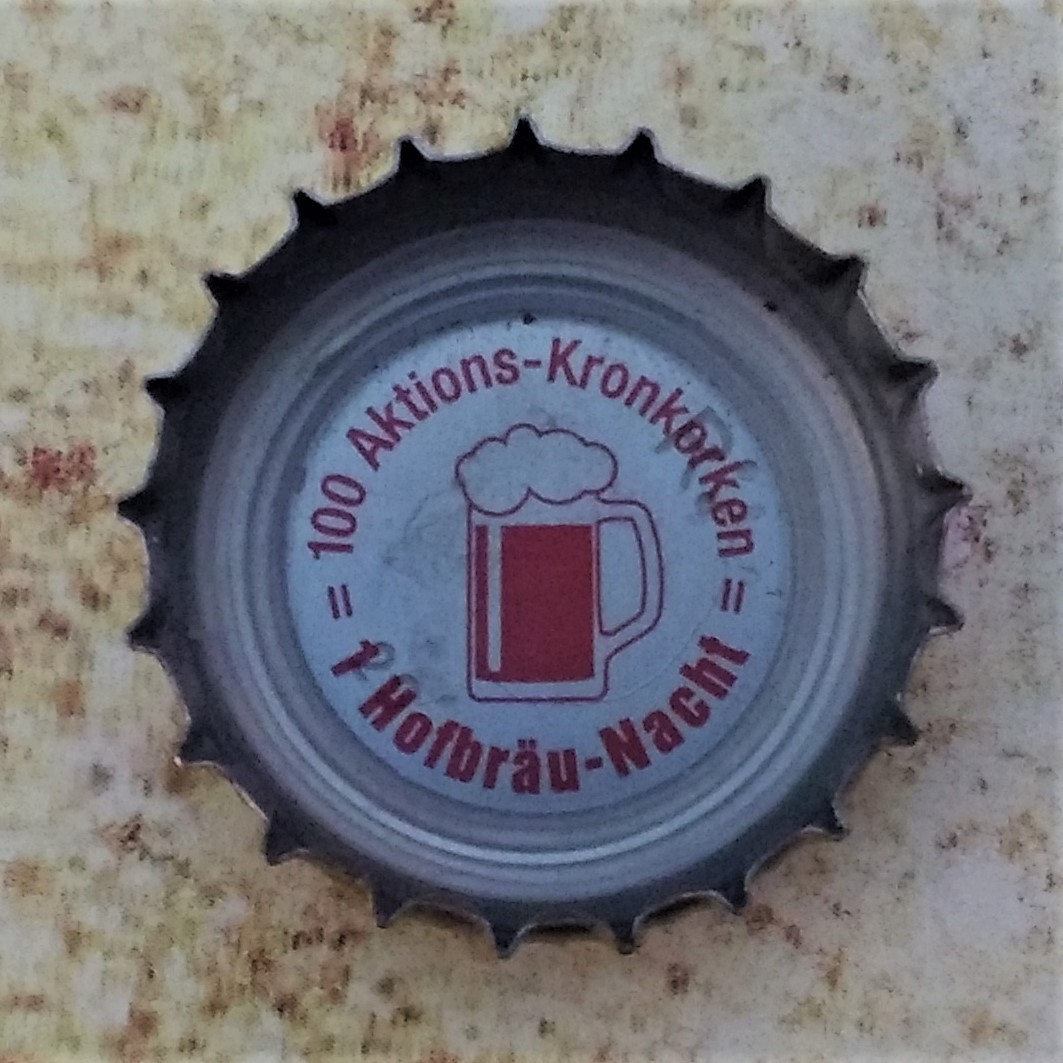 = 100 Aktions-Kronkorken =
1 Hofbräu-Nacht